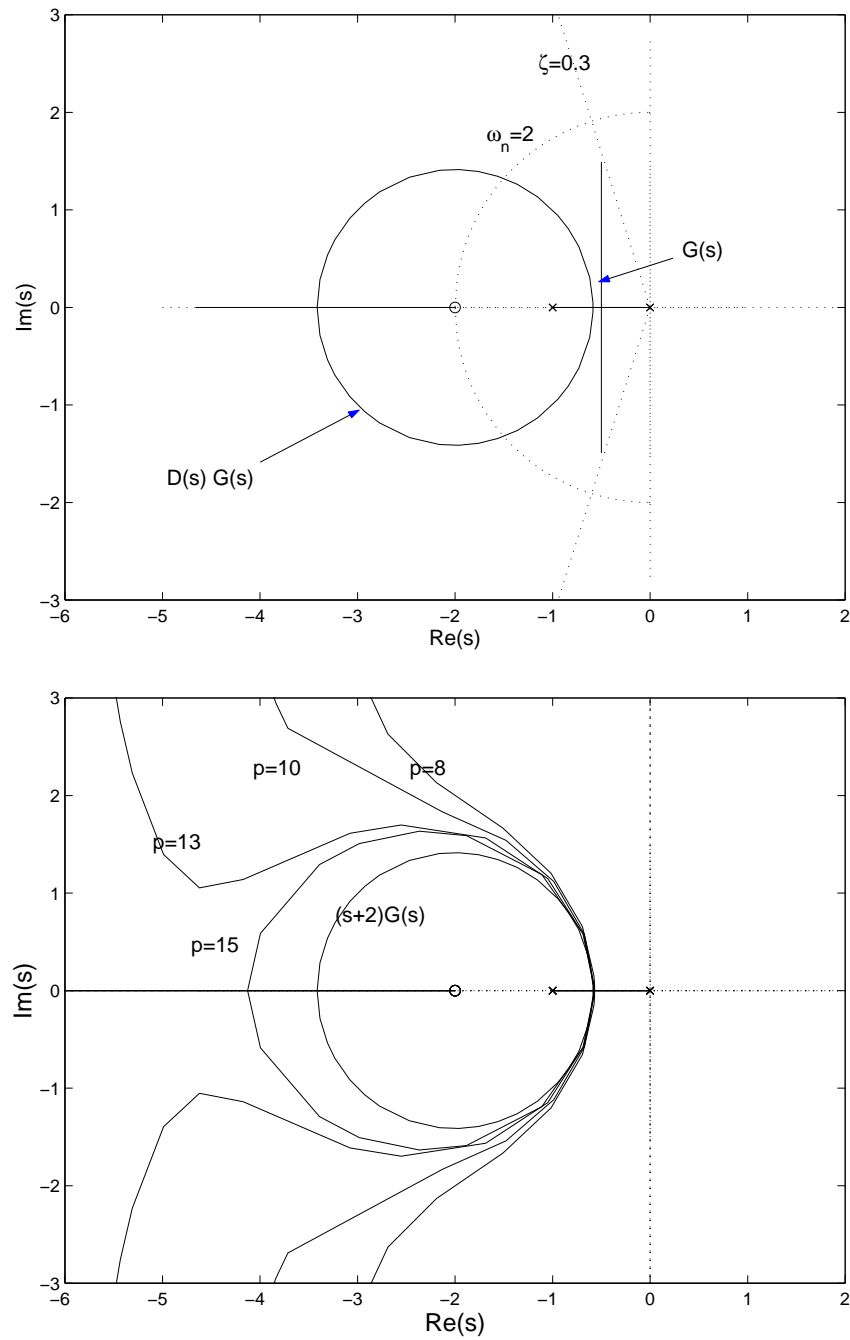 3
ζ=0.3
2
ωn=2
1
G(s)
Im(s)
0
−1
D(s) G(s)
−2
−3
−6 −5 −4 −3 −2 −1 0 1 2
Re(s)
3
p=10
p=8
2
p=13
1
(s+2)G(s)
p=15
Im(s)
0
−1
−2
−3
−6 −5 −4 −3 −2 −1 0 1 2
Re(s)